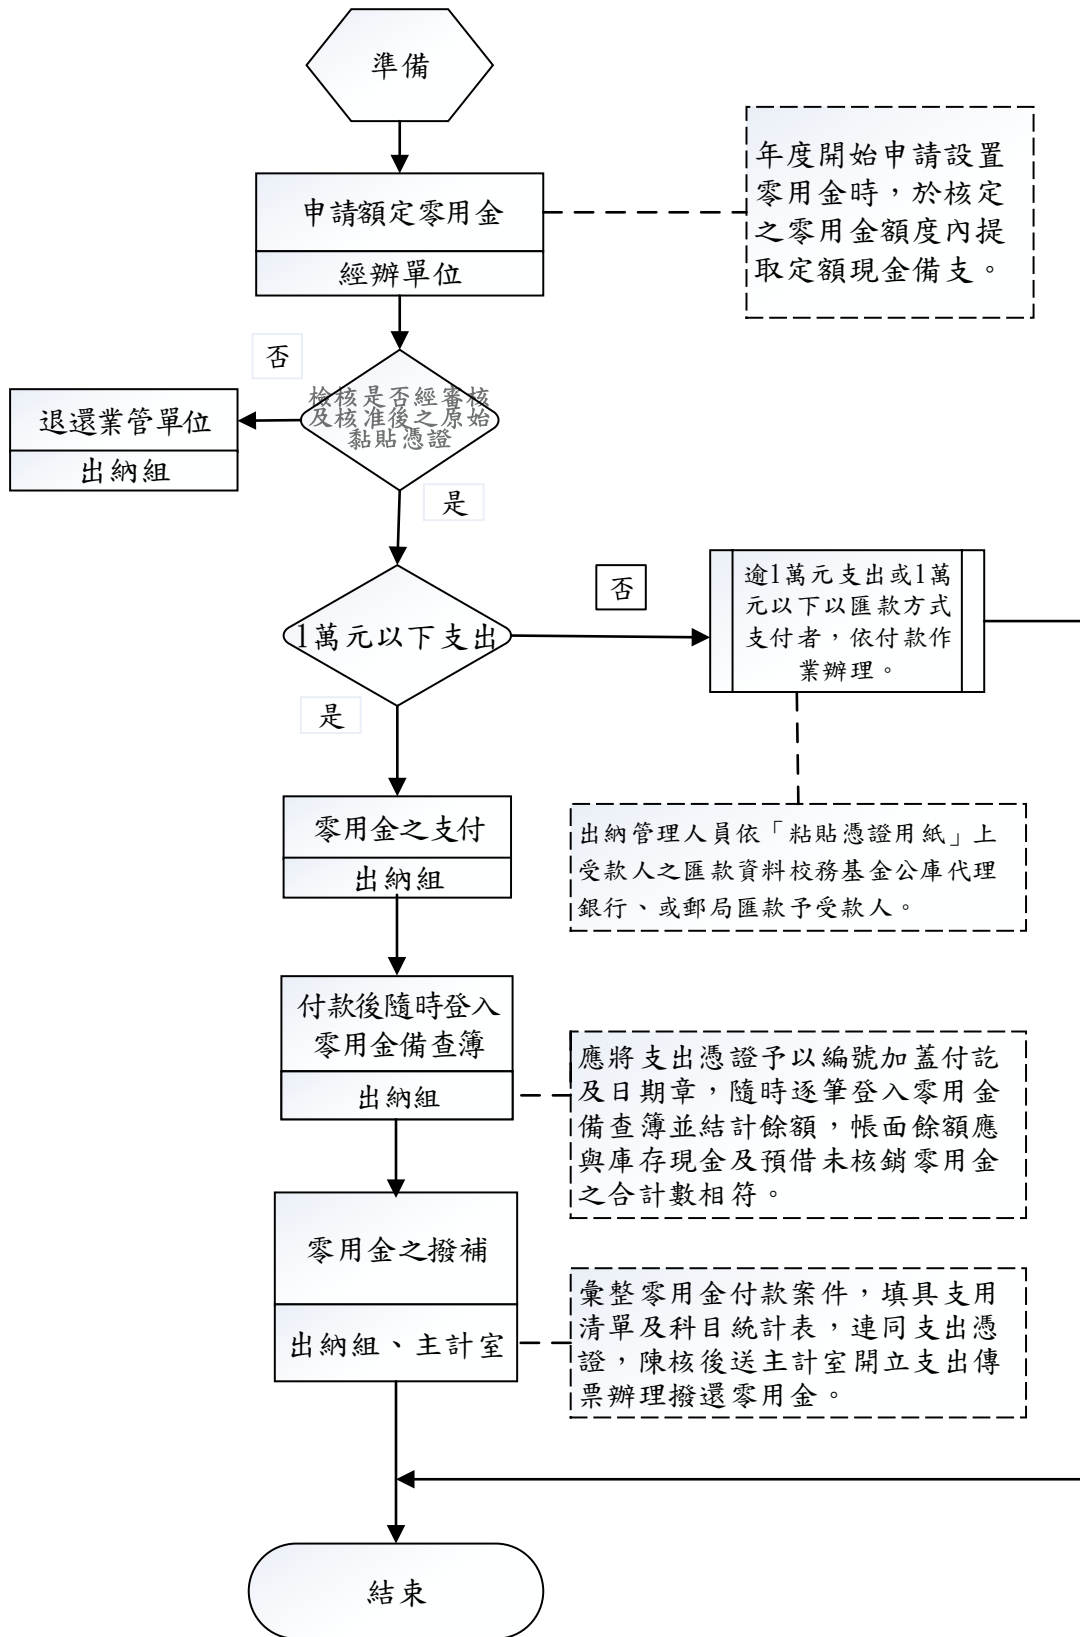 準備
申請額定零用金
經辦單位
年度開始申請設置
零用金時，於核定
之零用金額度內提
取定額現金備支。
否
檢核是否經審核
及核准後之原始
黏貼憑證
退還業管單位
出納組
是
1萬元以下支出
否
逾1萬元支出或1萬
元以下以匯款方式
支付者，依付款作
業辦理。
是
零用金之支付
出納組
出納管理人員依「粘貼憑證用紙」上
受款人之匯款資料校務基金公庫代理
銀行、或郵局匯款予受款人。
付款後隨時登入
零用金備查簿
出納組
應將支出憑證予以編號加蓋付訖
及日期章，隨時逐筆登入零用金
備查簿並結計餘額，帳面餘額應
與庫存現金及預借未核銷零用金
之合計數相符。
零用金之撥補
出納組、主計室
彙整零用金付款案件，填具支用
清單及科目統計表，連同支出憑
證，陳核後送主計室開立支出傳
票辦理撥還零用金。
結束